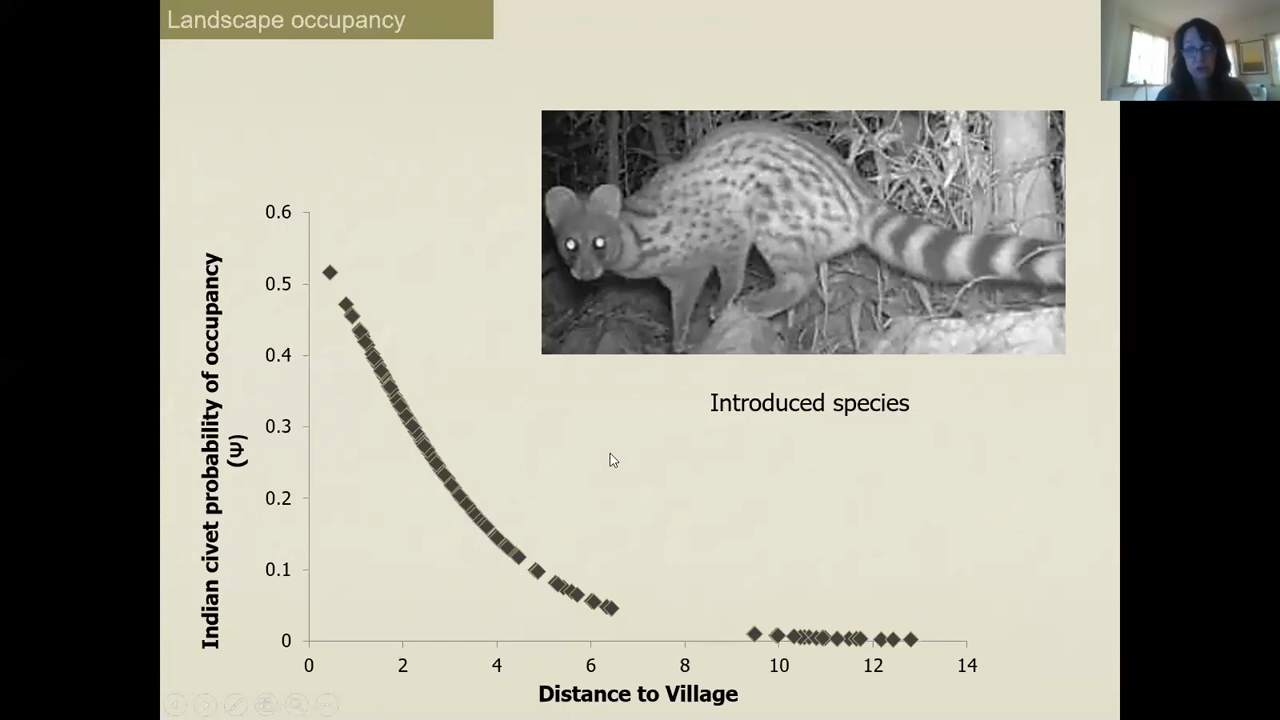 Landscape occupancy
Indian civet probability of occupancy
(Ψ)
0.6
0.5
0.4
0.3
0.2
0.1
0
0 2 4 6 8 10 12 14
Distance to Village
Introduced species